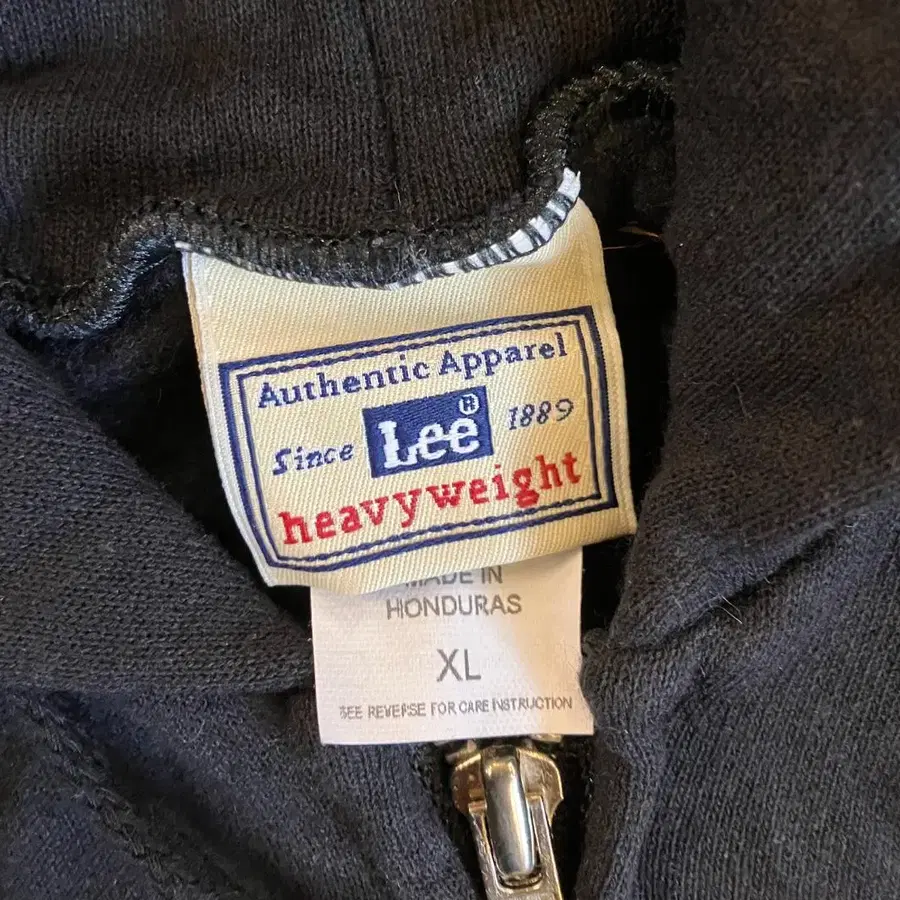 Authentic Apparel
Since Lee® 1889
heavyweight
MADE IN
HONDURAS
XL
SEE REVERSE FOR CARE INSTRUCTION